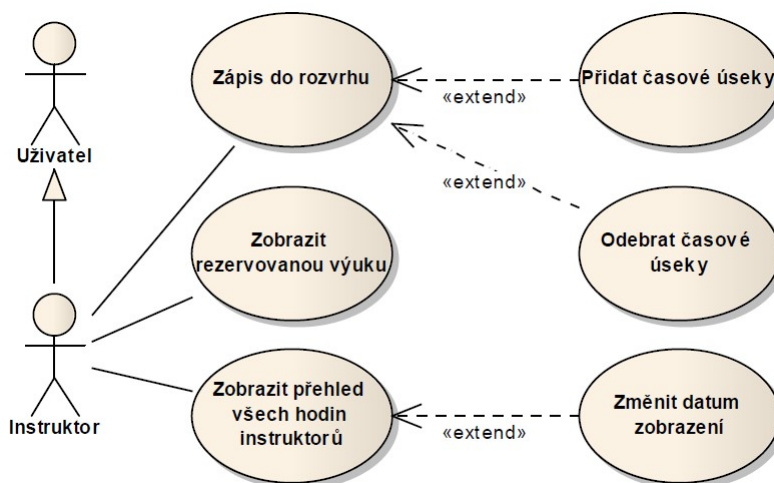 Uživatel
Instruktor
Zápis do rozvrhu
Zobrazit
rezervovanou výuku
Zobrazit přehled
všech hodin
instruktorů
«extend»
«extend»
«extend»
Přidat časové úseky
Odebrat časové
úseky
Změnit datum
zobrazení